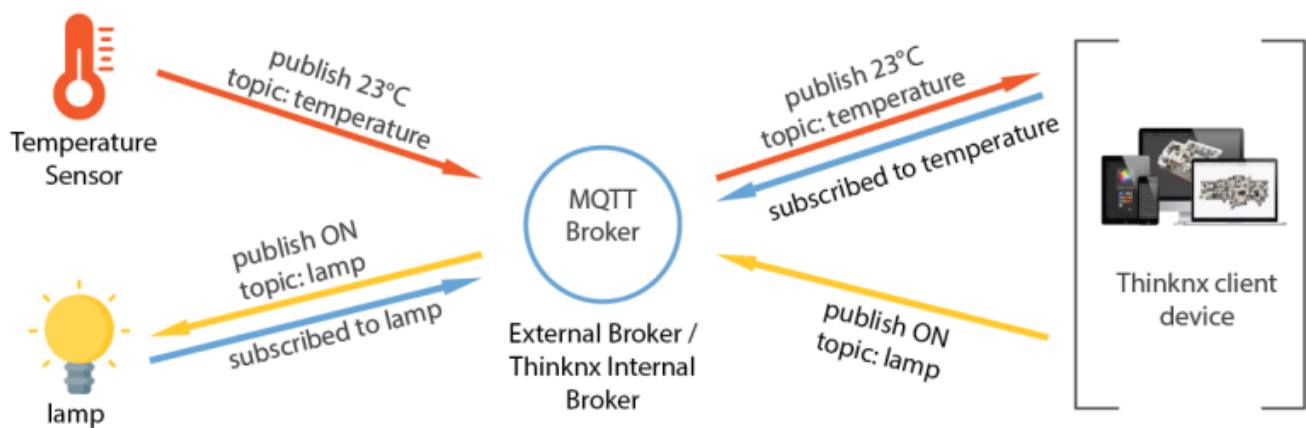 publish 23°C
topic: temperature
Temperature
Sensor
publish 23°C
topic: temperature
subscribed to temperature
MQTT
Broker
External Broker /
Thinknx Internal
Broker
publish ON
topic: lamp
subscribed to lamp
lamp
publish ON
topic: lamp
Thinknx client
device